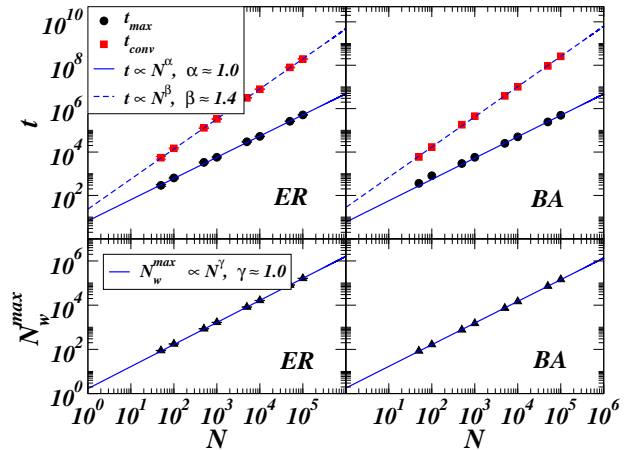 t_max
t_conv
t ∝ N^α, α ≈ 1.0
t ∝ N^β, β ≈ 1.4
10^10
10^8
10^6
10^4
10^2
t
ER
BA
N_w^max ∝ N^γ, γ ≈ 1.0
10^6
10^4
10^2
10^0
N_w^max
ER
BA
10^0 10^1 10^2 10^3 10^4 10^5
10^1 10^2 10^3 10^4 10^5 10^6
N
N